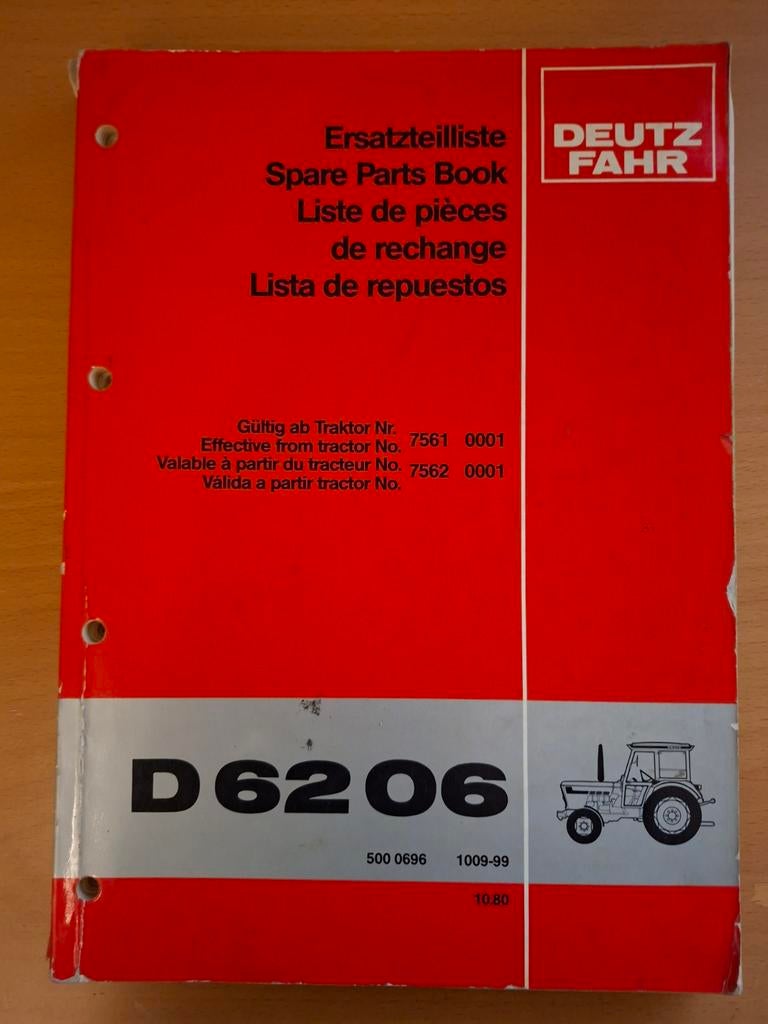 Ersatzteilliste
Spare Parts Book
Liste de pièces
de rechange
Lista de repuestos
DEUTZ
FAHR
Gültig ab Traktor Nr.
Effective from tractor No.
Valable à partir du tracteur No.
Válida a partir tractor No.
7561 0001
7562 0001
D 62 06
500 0696 1009-99
10.80